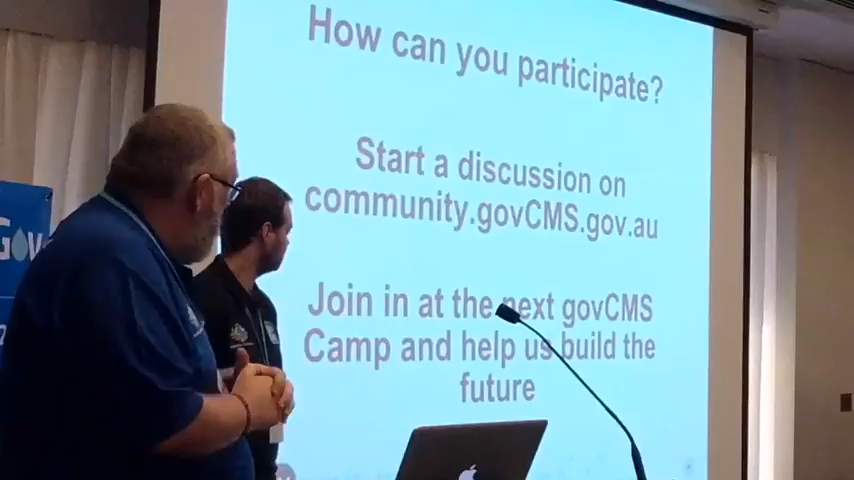 How can you participate?
Start a discussion on
community.govCMS.gov.au
Join in at the next govCMS
Camp and help us build the
future
Gov